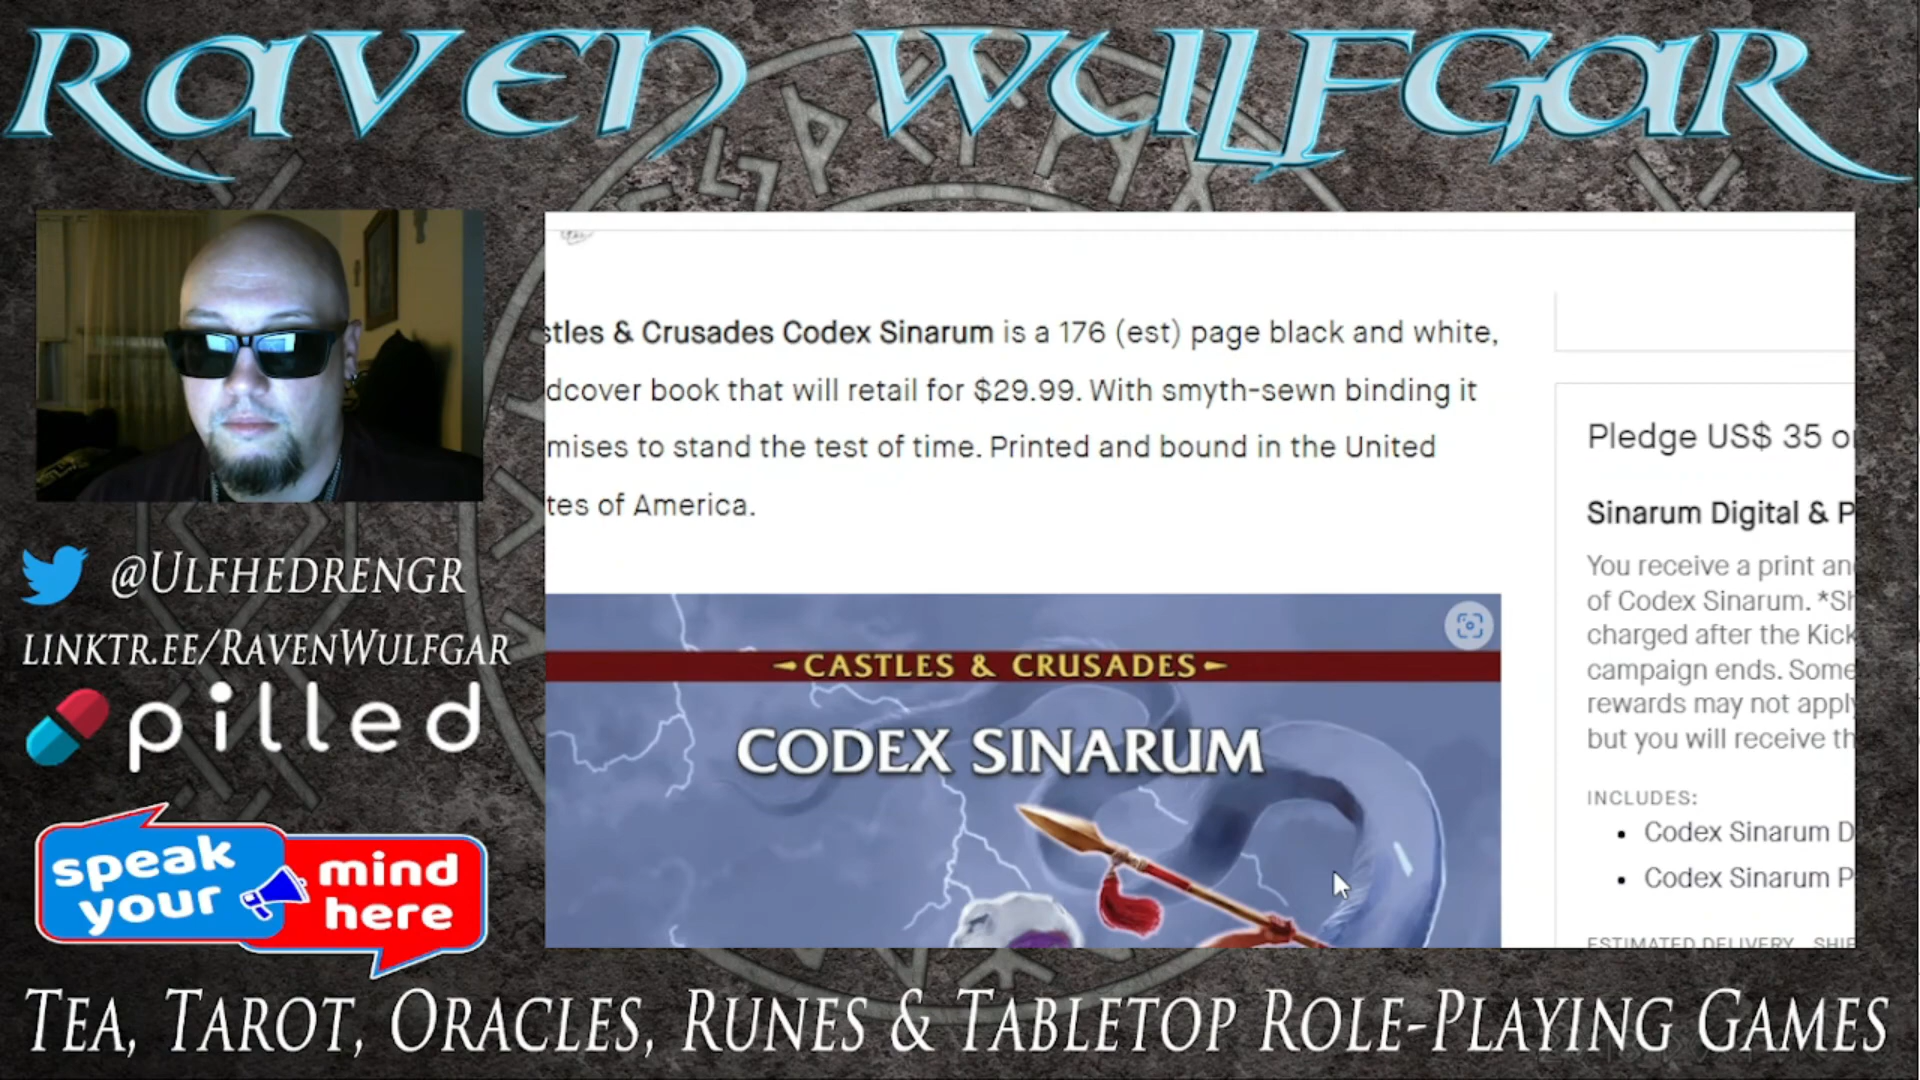 RAVEN WULFGAR
stles & Crusades Codex Sinarum is a 176 (est) page black and white,
dcover book that will retail for $29.99. With smyth-sewn binding it
mises to stand the test of time. Printed and bound in the United
tes of America.
CASTLES & CRUSADES
CODEX SINARUM
Pledge US$ 35 o
Sinarum Digital & P
You receive a print an
of Codex Sinarum. *Sh
charged after the Kick
campaign ends. Some
rewards may not apply
but you will receive th
INCLUDES:
• Codex Sinarum D
• Codex Sinarum P
ESTIMATED DELIVERY SHIP
@ULFHEDRENGR
LINKTR.EE/RAVENWULFGAR
pilled
speak your
mind here
TEA, TAROT, ORACLES, RUNES & TABLETOP ROLE-PLAYING GAMES